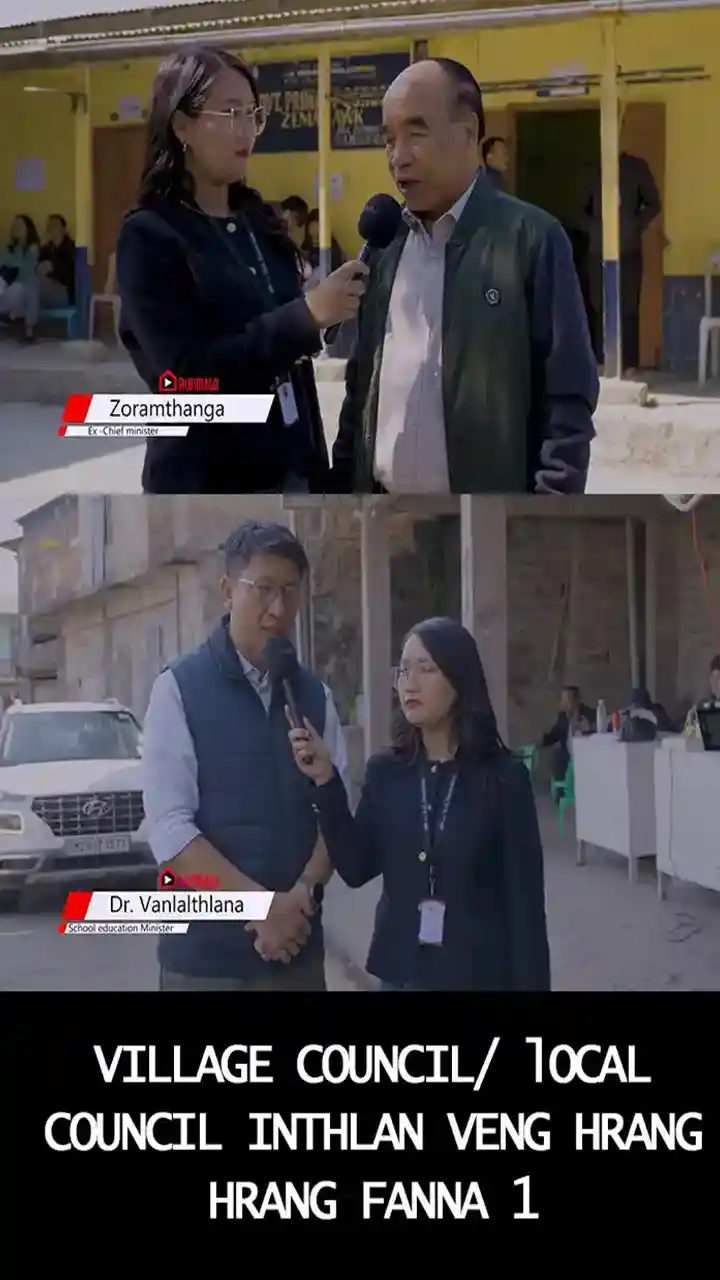 ZEMABAWK
Zoramthanga
Ex -Chief minister
Dr. Vanlalthlana
School education Minister
VILLAGE COUNCIL/ lOCAL
COUNCIL INTHLAN VENG HRANG
HRANG FANNA 1